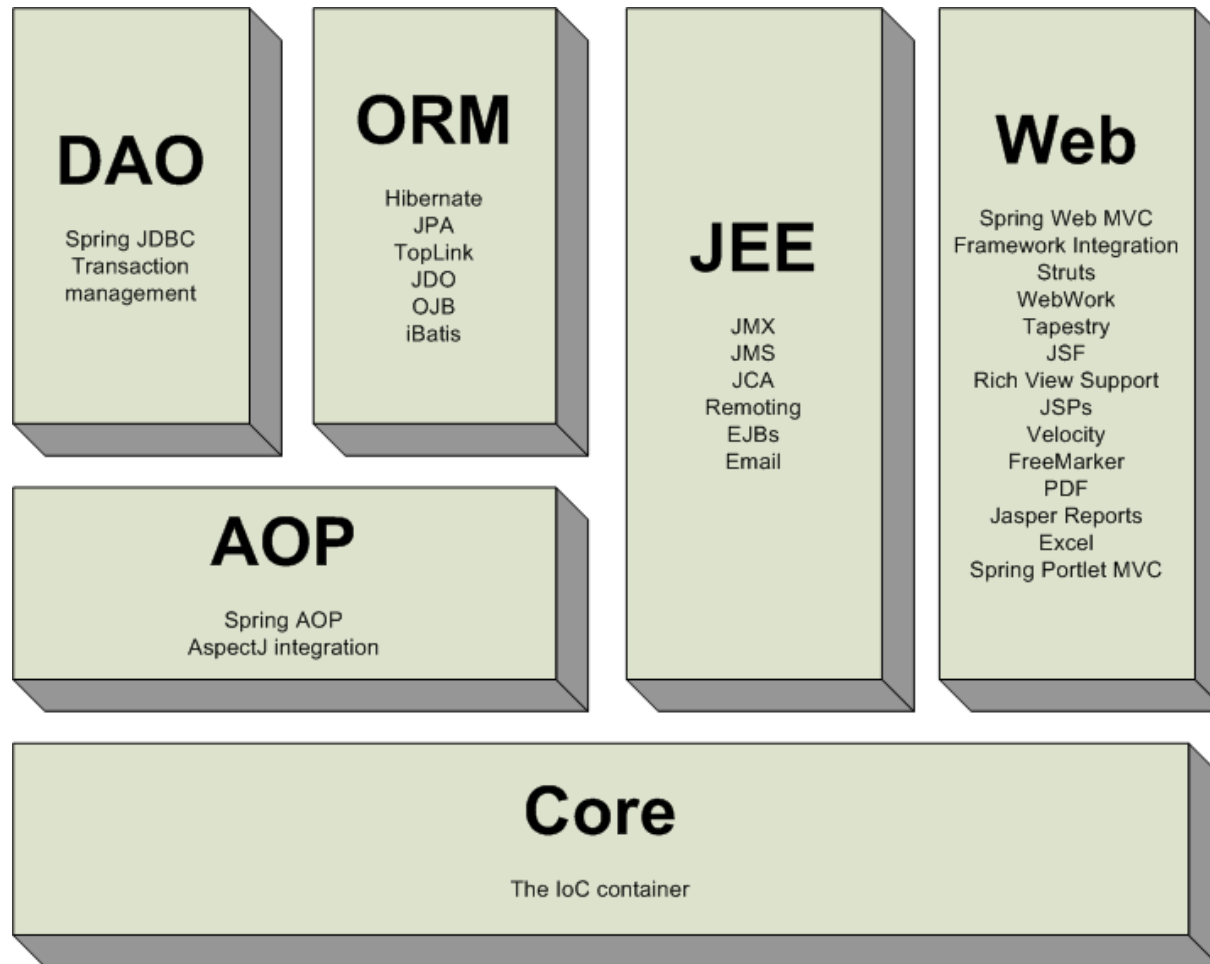 DAO
Spring JDBC
Transaction
management
ORM
Hibernate
JPA
TopLink
JDO
OJB
iBatis
JEE
JMX
JMS
JCA
Remoting
EJBs
Email
Web
Spring Web MVC
Framework Integration
Struts
WebWork
Tapestry
JSF
Rich View Support
JSPs
Velocity
FreeMarker
PDF
Jasper Reports
Excel
Spring Portlet MVC
AOP
Spring AOP
AspectJ integration
Core
The IoC container